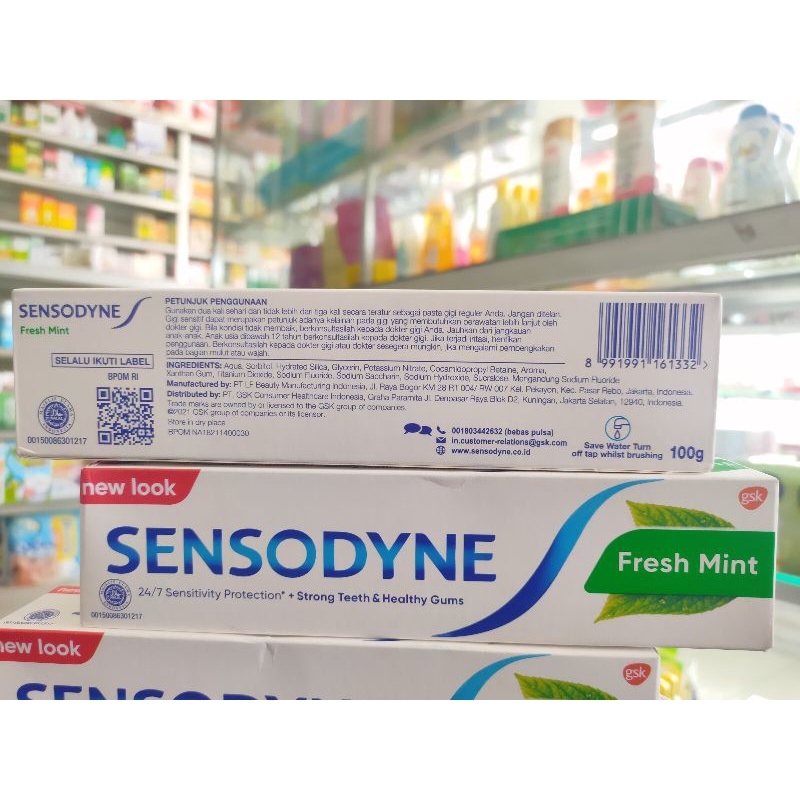 SENSODYNE
Fresh Mint
SELALU IKUTI LABEL
BPOM RI
00150086301217
PETUNJUK PENGGUNAAN
Gunakan dua kali sehari dan tidak lebih dari tiga kali secara teratur sebagai pasta gigi reguler Anda. Jangan ditelan.
Gigi sensitif dapat merupakan petunjuk adanya kelainan pada gigi yang membutuhkan perawatan lebih lanjut oleh
dokter gigi. Bila kondisi tidak membaik, berkonsultasilah kepada dokter gigi Anda. Jauhkan dari jangkauan
anak-anak. Anak usia dibawah 12 tahun berkonsultasilah kepada dokter gigi. Jika terjadi iritasi, hentikan
penggunaan. Berkonsultasilah kepada dokter gigi atau dokter sesegera mungkin, jika mengalami pembengkakan
pada bagian mulut atau wajah.
INGREDIENTS: Aqua, Sorbitol, Hydrated Silica, Glycerin, Potassium Nitrate, Cocamidopropyl Betaine, Aroma,
Xanthan Gum, Titanium Dioxide, Sodium Fluoride, Sodium Saccharin, Sodium Hydroxide, Sucralose. Mengandung Sodium Fluoride
Manufactured by: PT LF Beauty Manufacturing Indonesia, Jl. Raya Bogor KM 28 RT 004/ RW 007 Kel. Pekayon, Kec. Pasar Rebo, Jakarta, Indonesia.
Distributed by: PT. GSK Consumer Healthcare Indonesia, Graha Paramita Jl. Denpasar Raya Blok D2, Kuningan, Jakarta Selatan, 12940, Indonesia.
Trade marks are owned by or licensed to the GSK group of companies.
©2021 GSK group of companies or its licensor.
Store in dry place
BPOM NA18211400030
001803442632 (bebas pulsa)
in.customer-relations@gsk.com
www.sensodyne.co.id
8 991991 161332 >
Save Water Turn
off tap whilst brushing
100g
new look
gsk
SENSODYNE
Fresh Mint
24/7 Sensitivity Protection* + Strong Teeth & Healthy Gums
00150086301217
new look
gsk
SENSODYNE